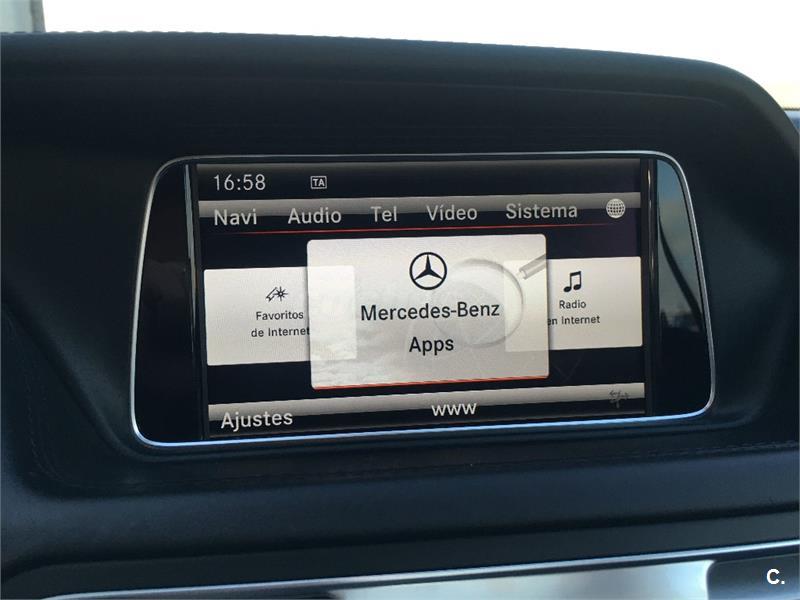 16:58 TA
Navi Audio Tel Vídeo Sistema
Favoritos
de Internet
Mercedes-Benz
Apps
Radio
en Internet
Ajustes www
C.